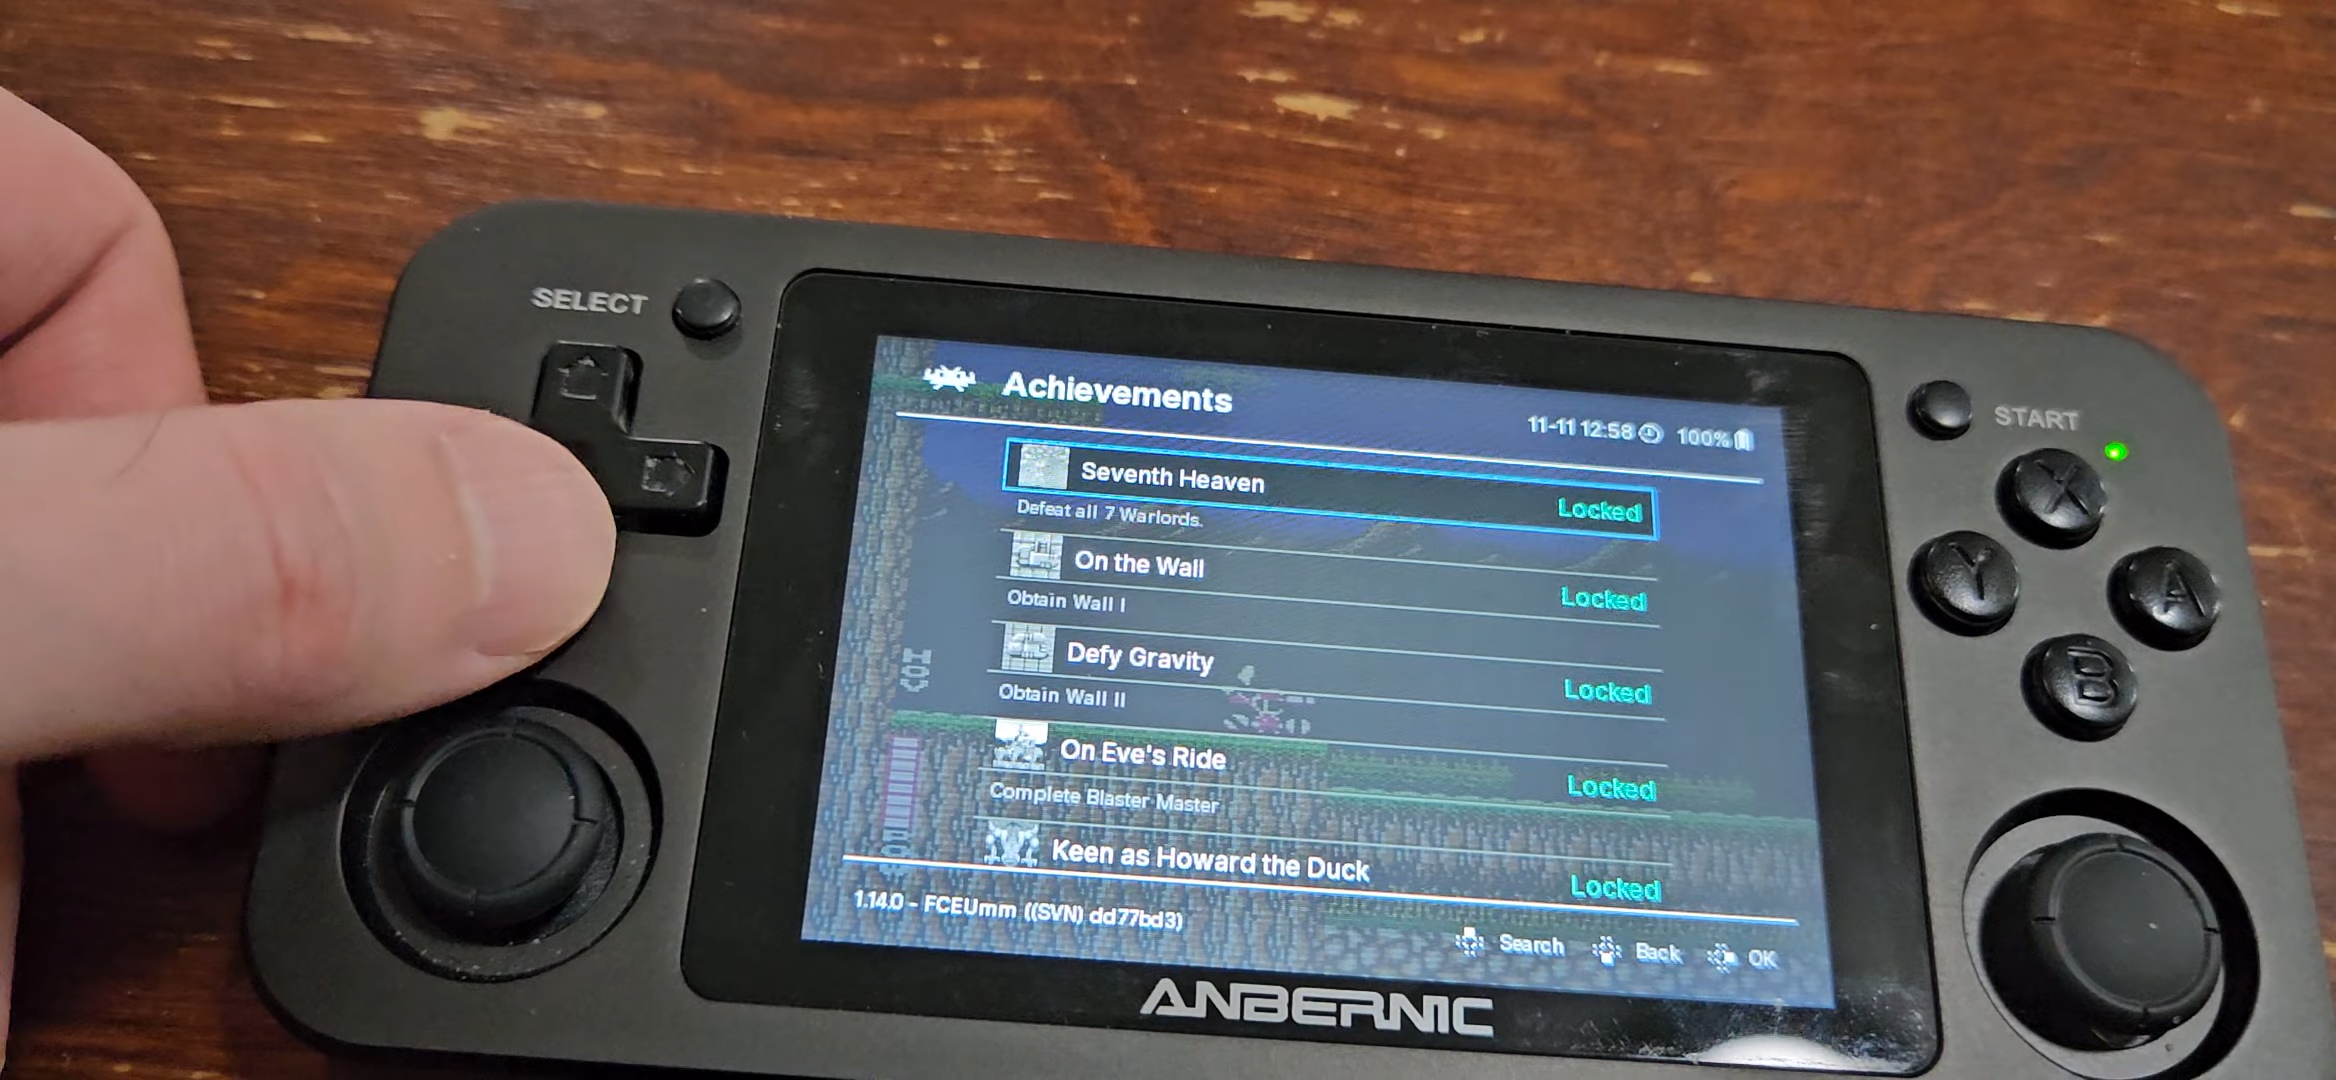 SELECT
Achievements
11-11 12:58 100%
START
Seventh Heaven
Locked
Defeat all 7 Warlords.
On the Wall
Locked
Obtain Wall I
Defy Gravity
Locked
Obtain Wall II
On Eve's Ride
Locked
Complete Blaster Master
Keen as Howard the Duck
Locked
1.14.0 - FCEUmm ((SVN) dd77bd3)
Search Back OK
ANBERNIC
X
Y
A
B
HOV